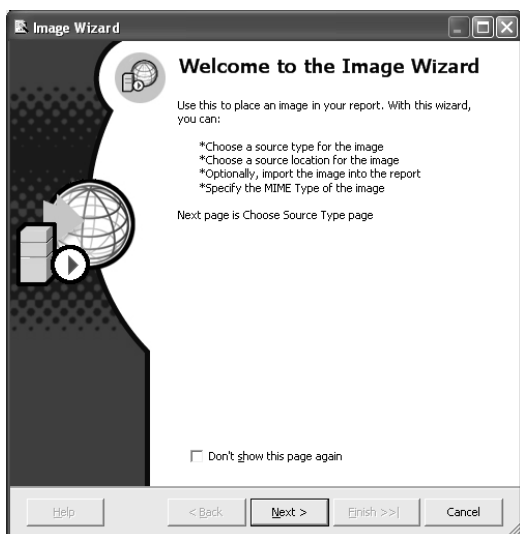 Image Wizard
Welcome to the Image Wizard
Use this to place an image in your report. With this wizard,
you can:
*Choose a source type for the image
*Choose a source location for the image
*Optionally, import the image into the report
*Specify the MIME Type of the image
Next page is Choose Source Type page
Don't show this page again
Help
< Back
Next >
Finish >>|
Cancel